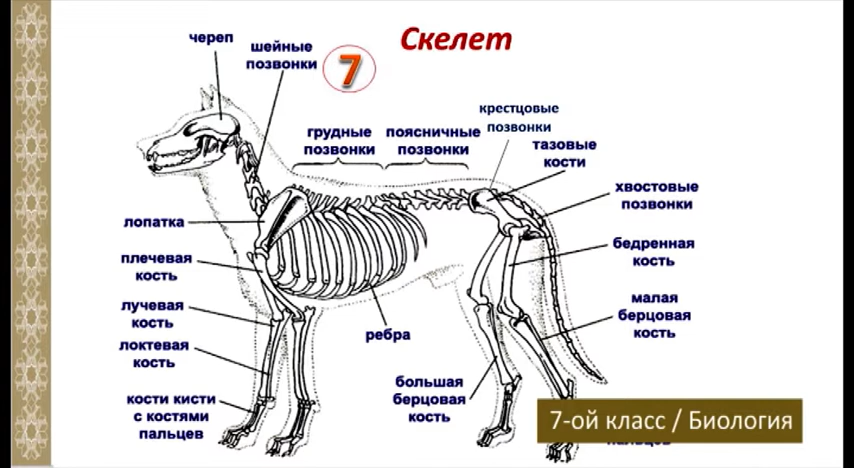 Скелет
череп
шейные
позвонки
7
грудные
позвонки
поясничные
позвонки
крестцовые
позвонки
тазовые
кости
хвостовые
позвонки
лопатка
плечевая
кость
бедренная
кость
лучевая
кость
малая
берцовая
кость
ребра
локтевая
кость
большая
берцовая
кость
кости кисти
с костями
пальцев
7-ой класс / Биология